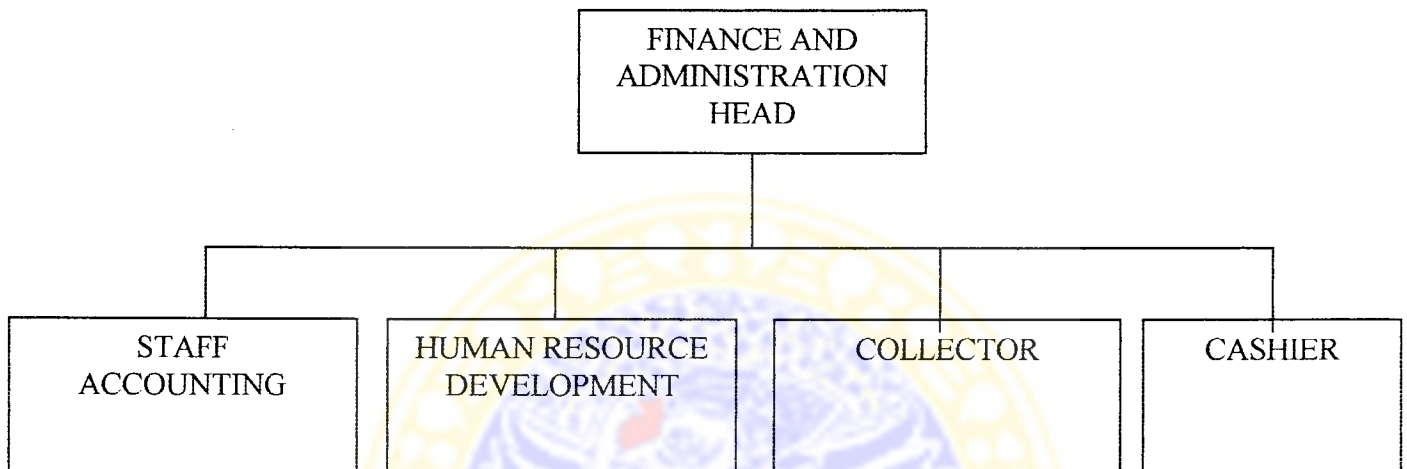 FINANCE AND
ADMINISTRATION
HEAD
STAFF
ACCOUNTING
HUMAN RESOURCE
DEVELOPMENT
COLLECTOR
CASHIER